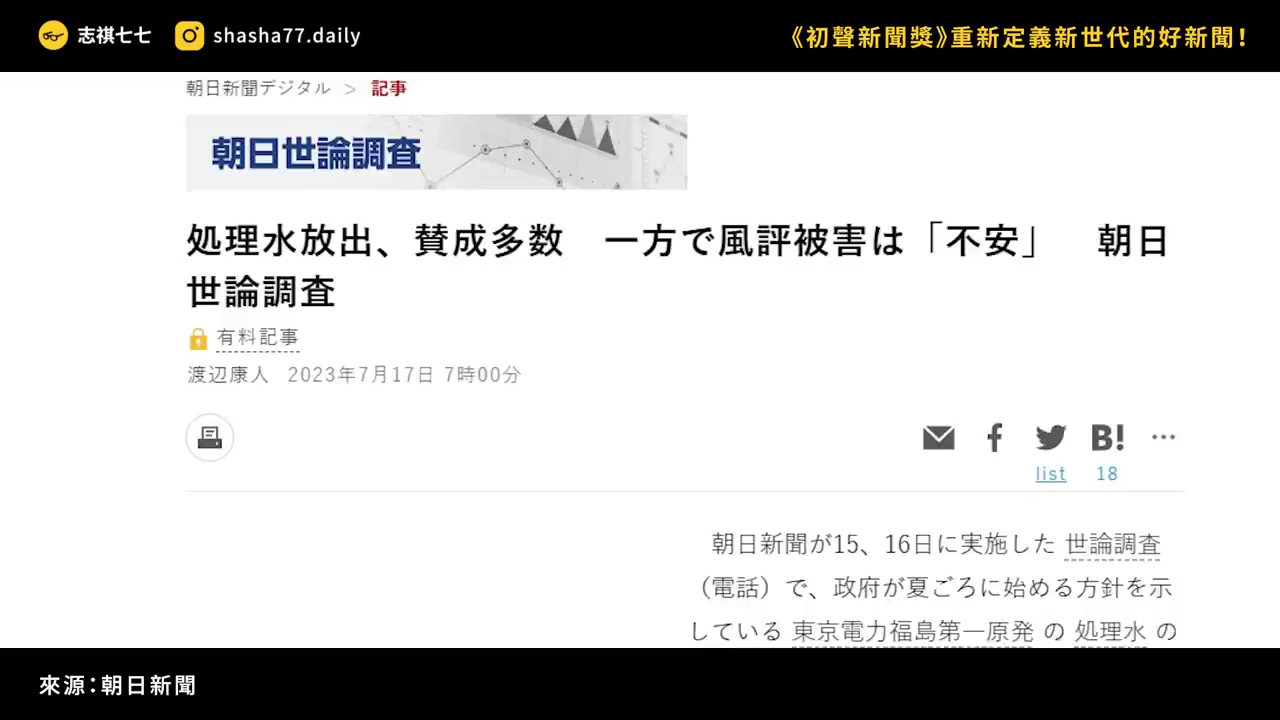 志祺七七 shasha77.daily 《初聲新聞獎》重新定義新世代的好新聞！
朝日新聞デジタル > 記事
朝日世論調査
処理水放出、賛成多数　一方で風評被害は「不安」　朝日
世論調査
有料記事
渡辺康人 2023年7月17日 7時00分
B!
list 18
朝日新聞が15、16日に実施した 世論調査
（電話）で、政府が夏ごろに始める方針を示
している 東京電力福島第一原発 の 処理水 の
來源：朝日新聞